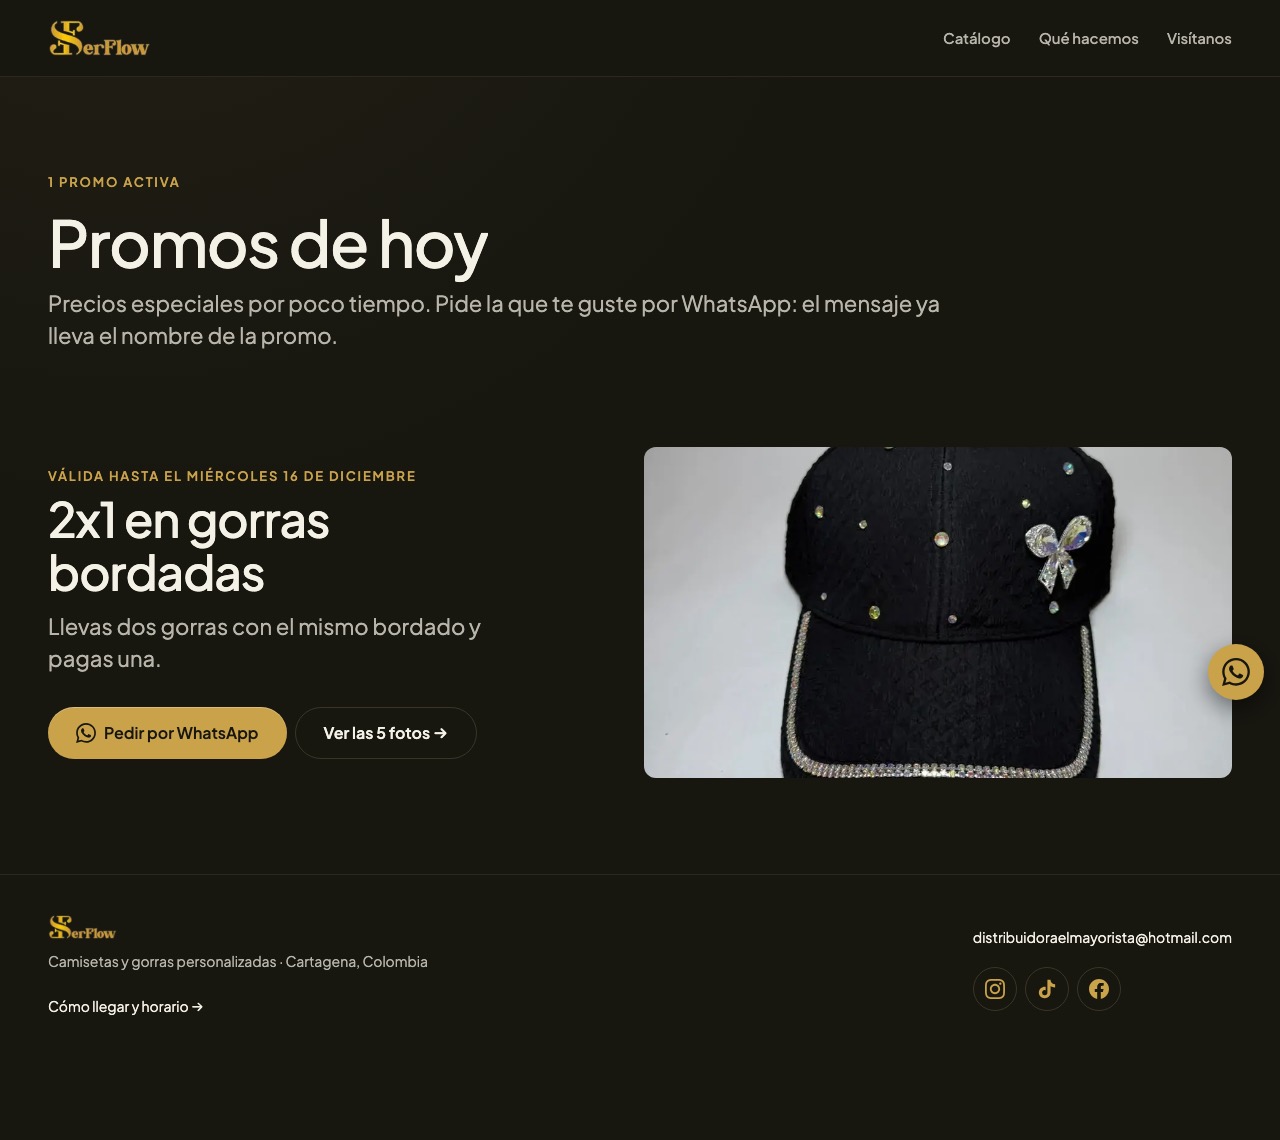 SerFlow
Catálogo
Qué hacemos
Visítanos
1 PROMO ACTIVA
Promos de hoy
Precios especiales por poco tiempo. Pide la que te guste por WhatsApp: el mensaje ya
lleva el nombre de la promo.
VÁLIDA HASTA EL MIÉRCOLES 16 DE DICIEMBRE
2x1 en gorras
bordadas
Llevas dos gorras con el mismo bordado y
pagas una.
Pedir por WhatsApp
Ver las 5 fotos →
SerFlow
Camisetas y gorras personalizadas · Cartagena, Colombia
Cómo llegar y horario →
distribuidoraelmayorista@hotmail.com